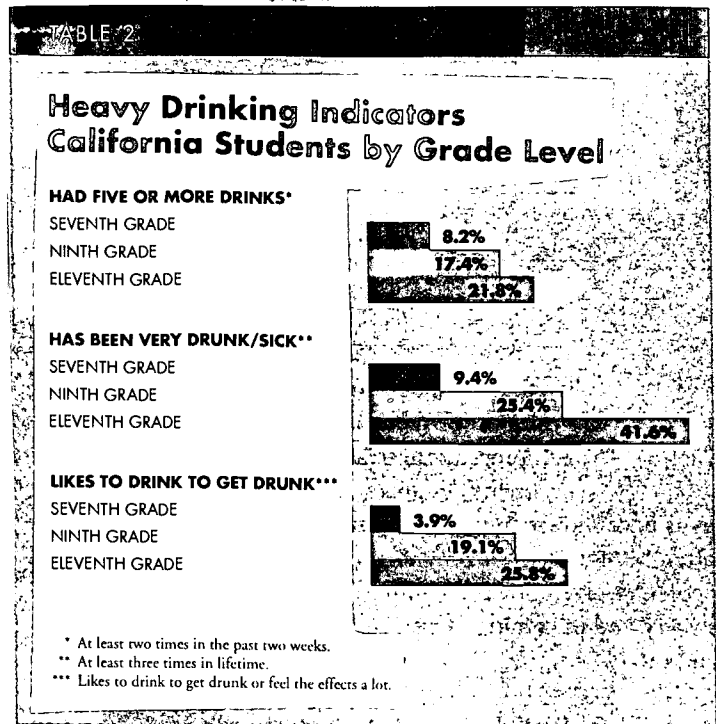 TABLE 2
Heavy Drinking Indicators
California Students by Grade Level
HAD FIVE OR MORE DRINKS*
SEVENTH GRADE 8.2%
NINTH GRADE 17.4%
ELEVENTH GRADE 21.8%
HAS BEEN VERY DRUNK/SICK**
SEVENTH GRADE 9.4%
NINTH GRADE 25.4%
ELEVENTH GRADE 41.6%
LIKES TO DRINK TO GET DRUNK***
SEVENTH GRADE 3.9%
NINTH GRADE 19.1%
ELEVENTH GRADE 25.8%
* At least two times in the past two weeks.
** At least three times in lifetime.
*** Likes to drink to get drunk or feel the effects a lot.